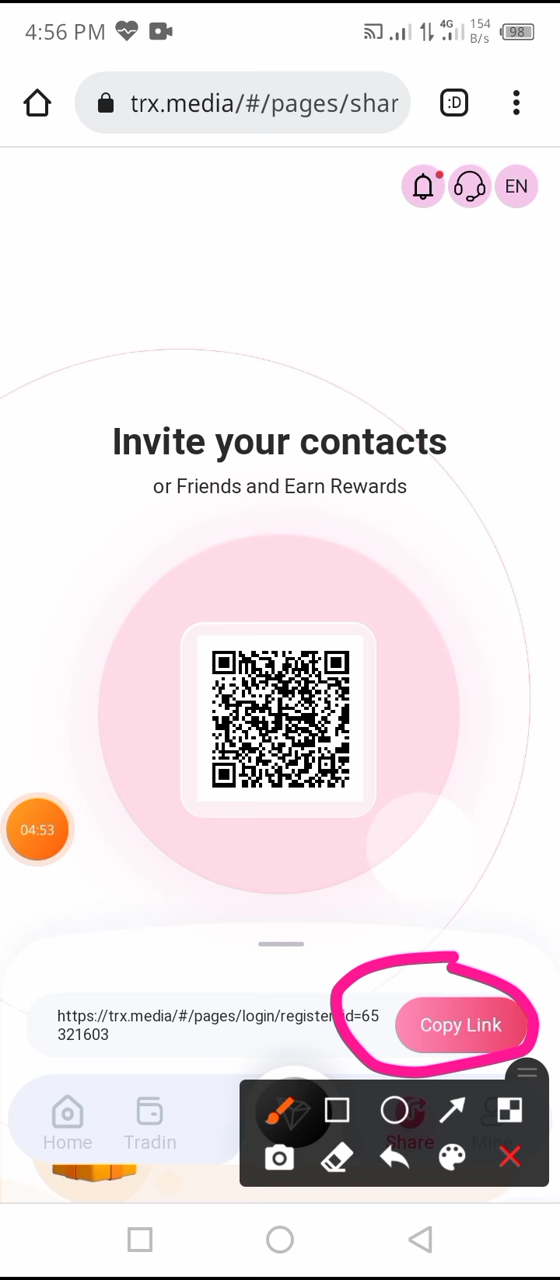 4:56 PM
4G
154
B/s
98
trx.media/#/pages/shar
:D
EN
Invite your contacts
or Friends and Earn Rewards
04:53
https://trx.media/#/pages/login/register
id=65
321603
Copy Link
Home
Tradin
Share